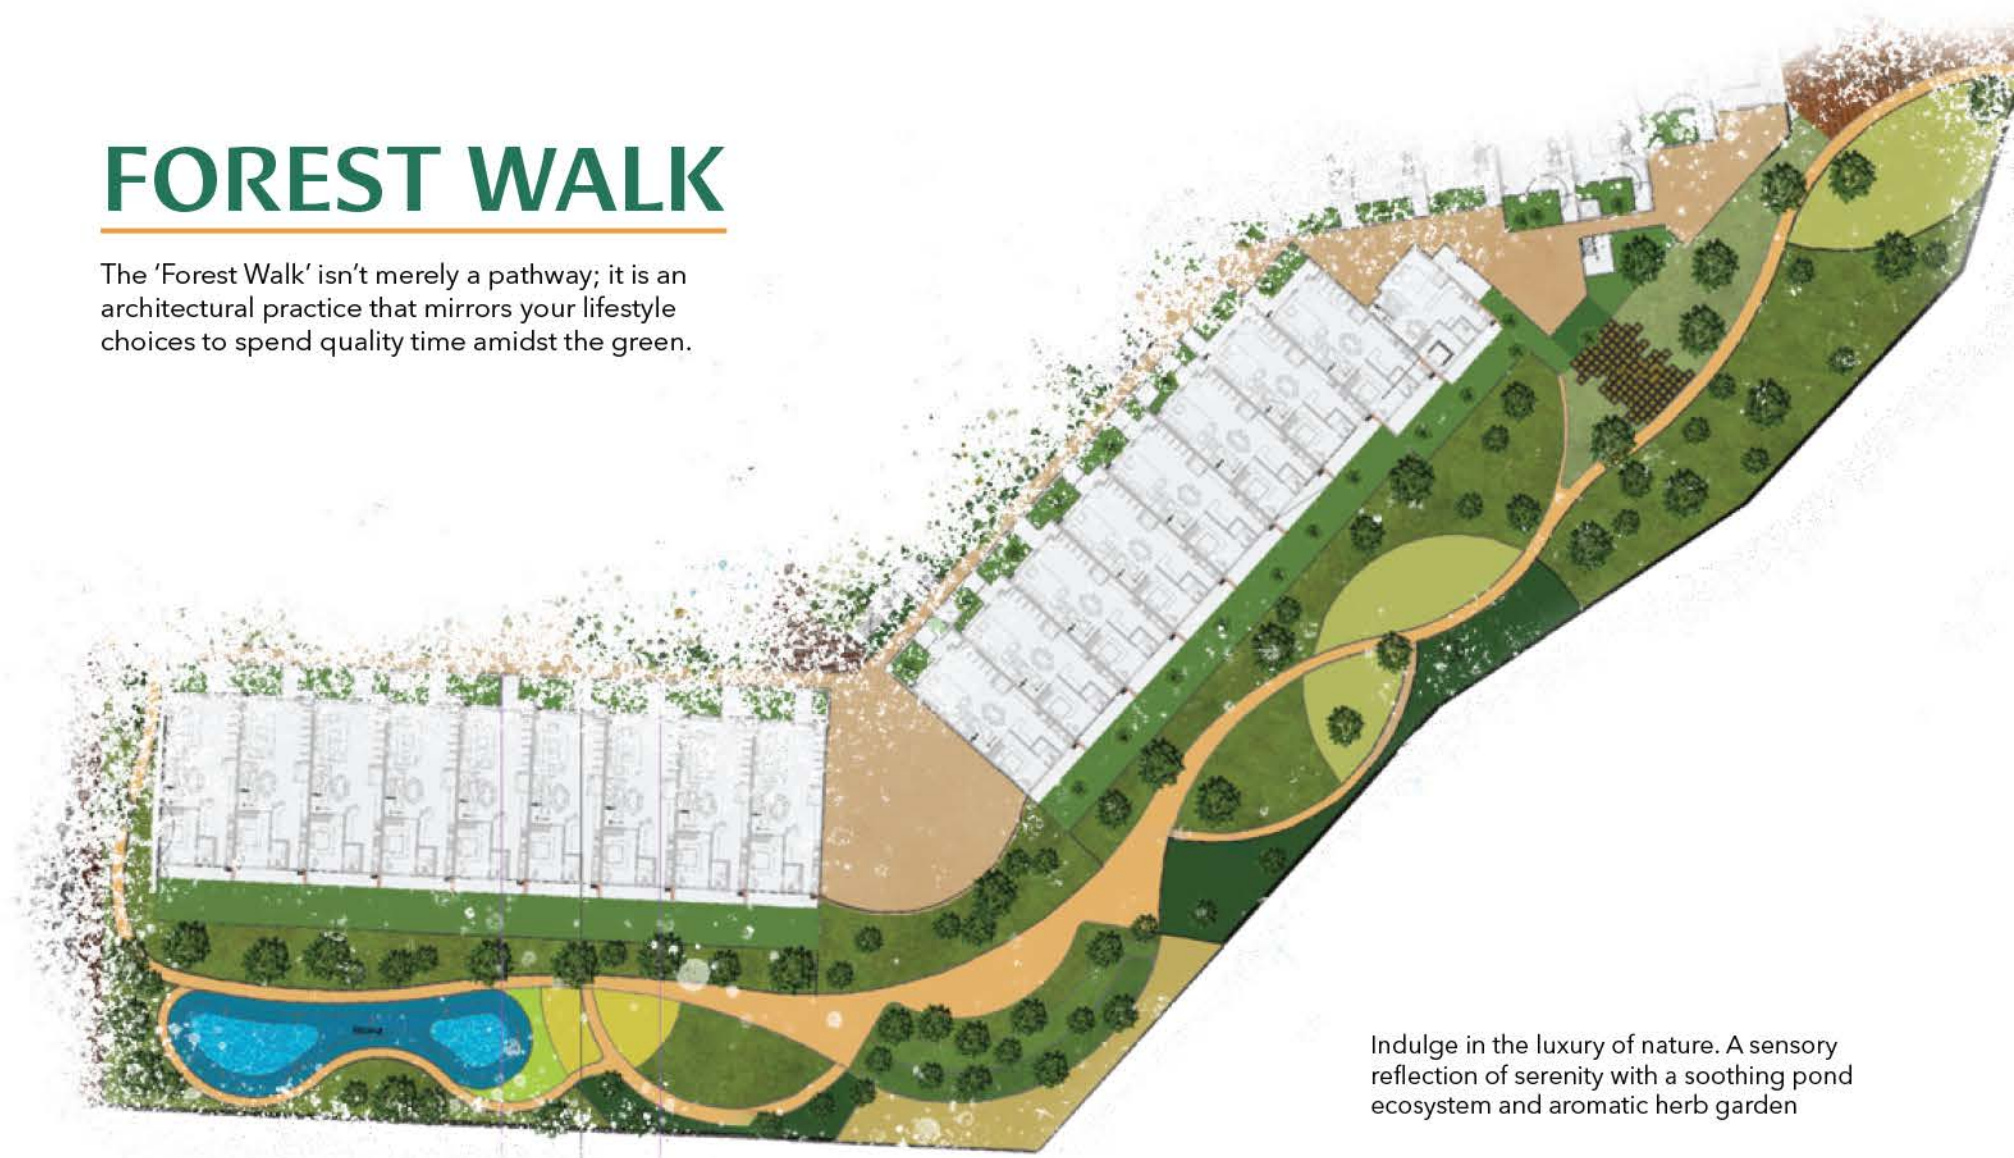 FOREST WALK
The ‘Forest Walk’ isn’t merely a pathway; it is an
architectural practice that mirrors your lifestyle
choices to spend quality time amidst the green.
Indulge in the luxury of nature. A sensory
reflection of serenity with a soothing pond
ecosystem and aromatic herb garden